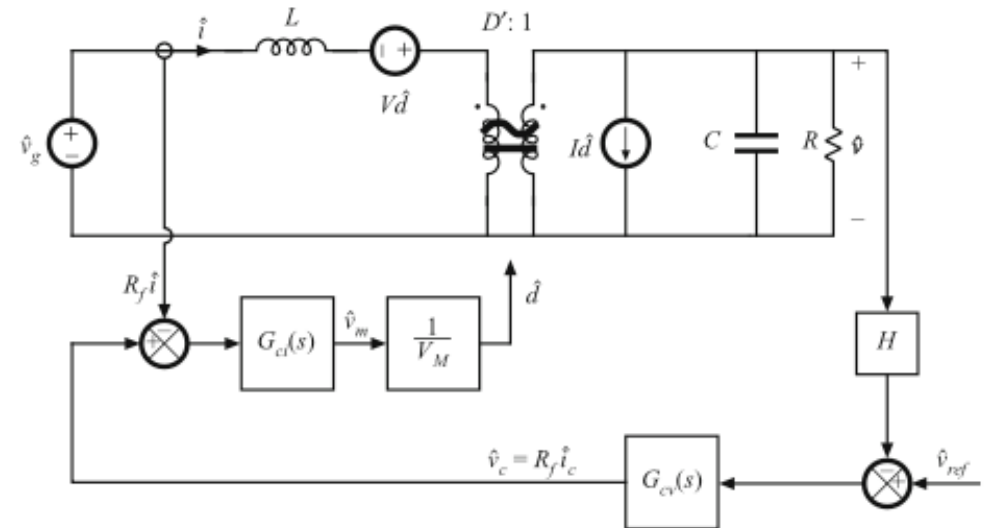 î
L
D′ : 1
+
−
v̂g
− +
Vd̂
Id̂
C
R
v̂
+
−
Rf î
+ −
Gci(s)
v̂m
1
VM
d̂
H
v̂c = Rf îc
Gcv(s)
− +
v̂ref